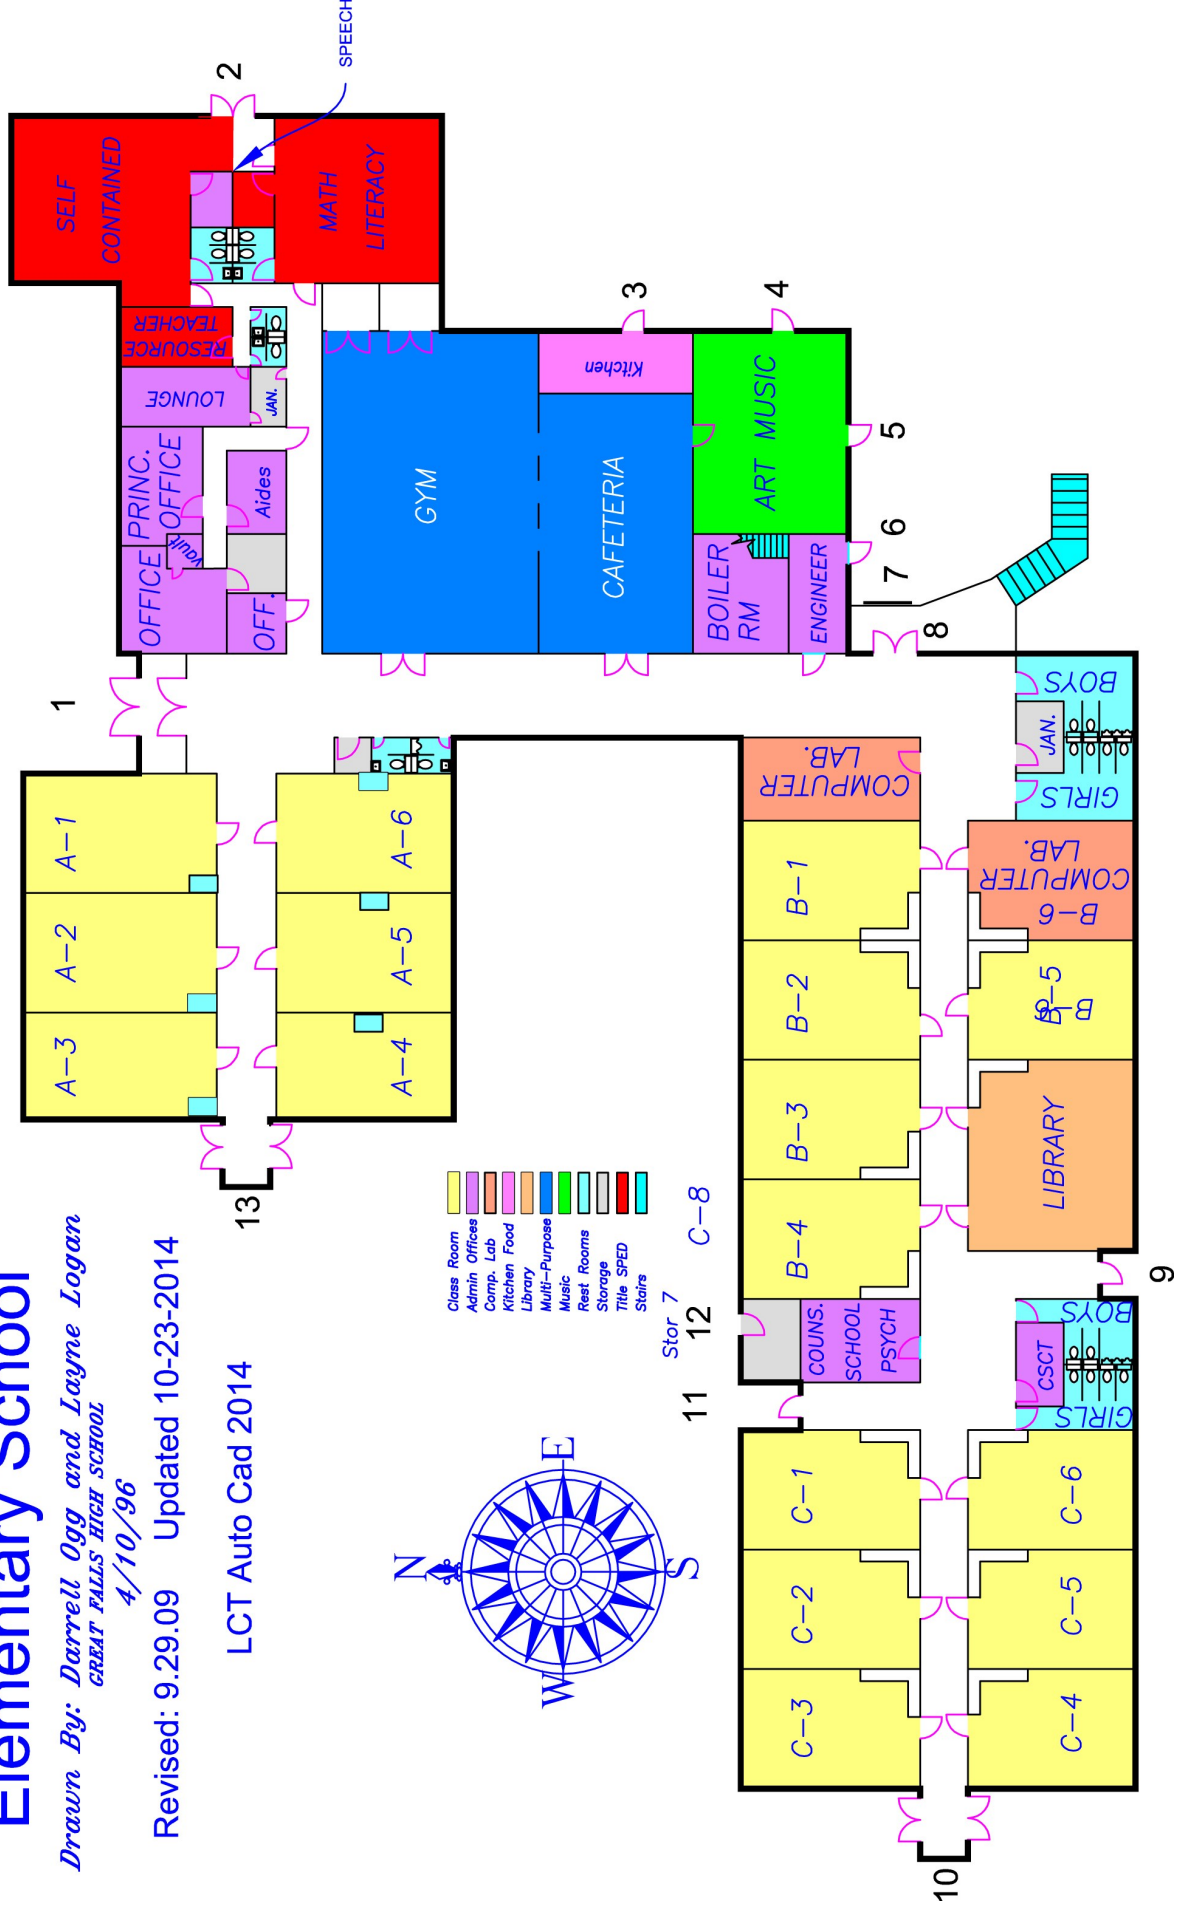 Elementary School
Drawn By: Darrell Ogg and Layne Logan
GREAT FALLS HIGH SCHOOL
4/10/96
Revised: 9.29.09 Updated 10-23-2014
LCT Auto Cad 2014
N
E
S
W
Class Room
Admin Offices
Comp. Lab
Kitchen Food
Library
Multi-Purpose
Music
Rest Rooms
Storage
Title SPED
Stairs
13
A-3
A-2
A-1
A-4
A-5
A-6
1
OFFICE
PRINC.
OFFICE
vault
OFF.
Aides
LOUNGE
JAN.
RESOURCE
TEACHER
SELF
CONTAINED
2
SPEECH
MATH
LITERACY
GYM
CAFETERIA
Kitchen
3
4
ART MUSIC
BOILER
RM
ENGINEER
5
6
7
8
Stor 7
C-8
11
12
C-3
C-2
C-1
COUNS.
SCHOOL
PSYCH
B-4
B-3
B-2
B-1
COMPUTER
LAB.
10
C-4
C-5
C-6
GIRLS
CSCT
BOYS
9
LIBRARY
B-5
B-6
B-6
COMPUTER
LAB.
GIRLS
JAN.
BOYS